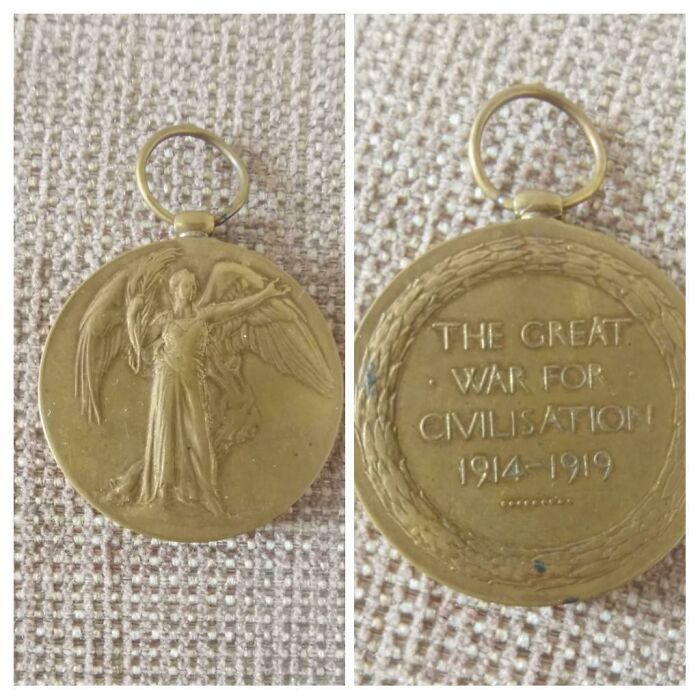 THE GREAT
WAR FOR
CIVILISATION
1914-1919